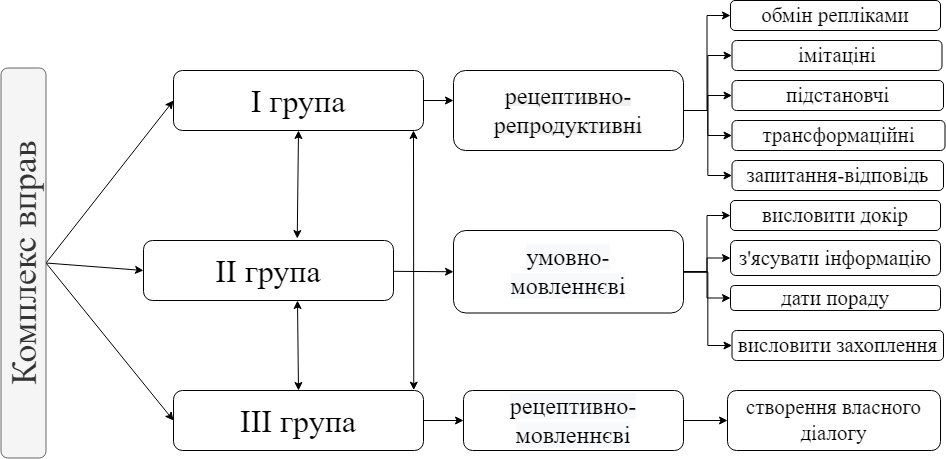 Комплекс вправ
І група
рецептивно-
репродуктивні
обмін репліками
імітаціні
підстановчі
трансформаційні
запитання-відповідь
ІІ група
умовно-
мовленнєві
висловити докір
з'ясувати інформацію
дати пораду
висловити захоплення
ІІІ група
рецептивно-
мовленнєві
створення власного
діалогу